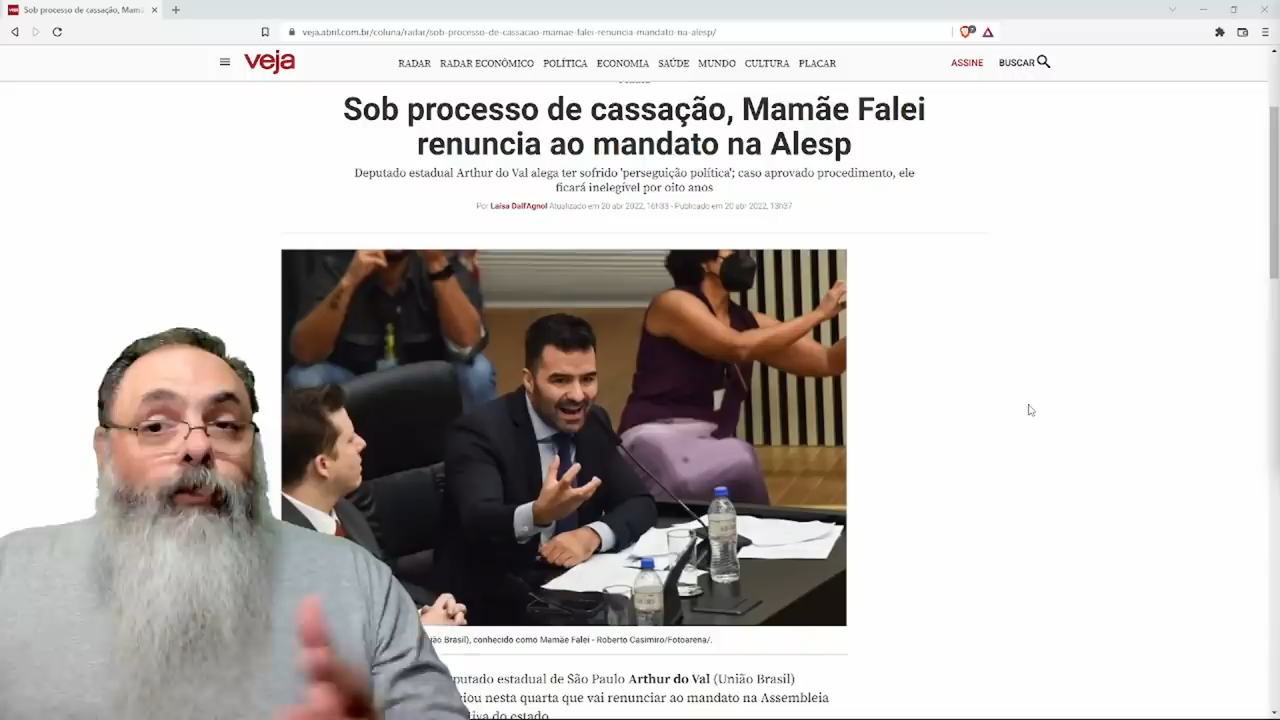 Sob processo de cassação, Mamã
veja.abril.com.br/coluna/radar/sob-processo-de-cassacao-mamae-falei-renuncia-mandato-na-alesp/
veja
RADAR RADAR ECONÔMICO POLÍTICA ECONOMIA SAÚDE MUNDO CULTURA PLACAR
ASSINE BUSCAR
Sob processo de cassação, Mamãe Falei
renuncia ao mandato na Alesp
Deputado estadual Arthur do Val alega ter sofrido 'perseguição política'; caso aprovado procedimento, ele
ficará inelegível por oito anos
Por Laísa Dall'Agnol Atualizado em 20 abr 2022, 16h33 - Publicado em 20 abr 2022, 13h37
Brasil), conhecido como Mamãe Falei - Roberto Casimiro/Fotoarena/.
putado estadual de São Paulo Arthur do Val (União Brasil)
ciou nesta quarta que vai renunciar ao mandato na Assembleia
tiva do estado